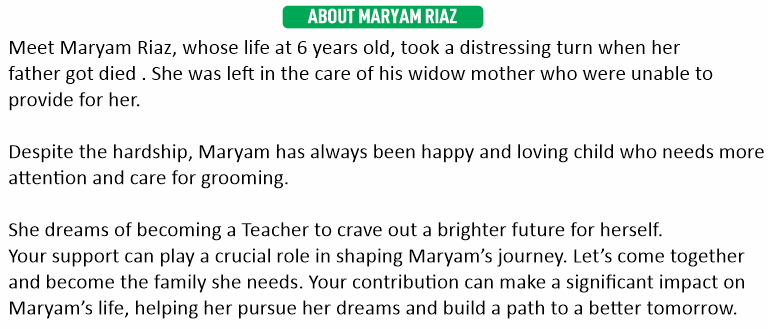 ABOUT MARYAM RIAZ
Meet Maryam Riaz, whose life at 6 years old, took a distressing turn when her
father got died . She was left in the care of his widow mother who were unable to
provide for her.
Despite the hardship, Maryam has always been happy and loving child who needs more
attention and care for grooming.
She dreams of becoming a Teacher to crave out a brighter future for herself.
Your support can play a crucial role in shaping Maryam’s journey. Let’s come together
and become the family she needs. Your contribution can make a significant impact on
Maryam’s life, helping her pursue her dreams and build a path to a better tomorrow.